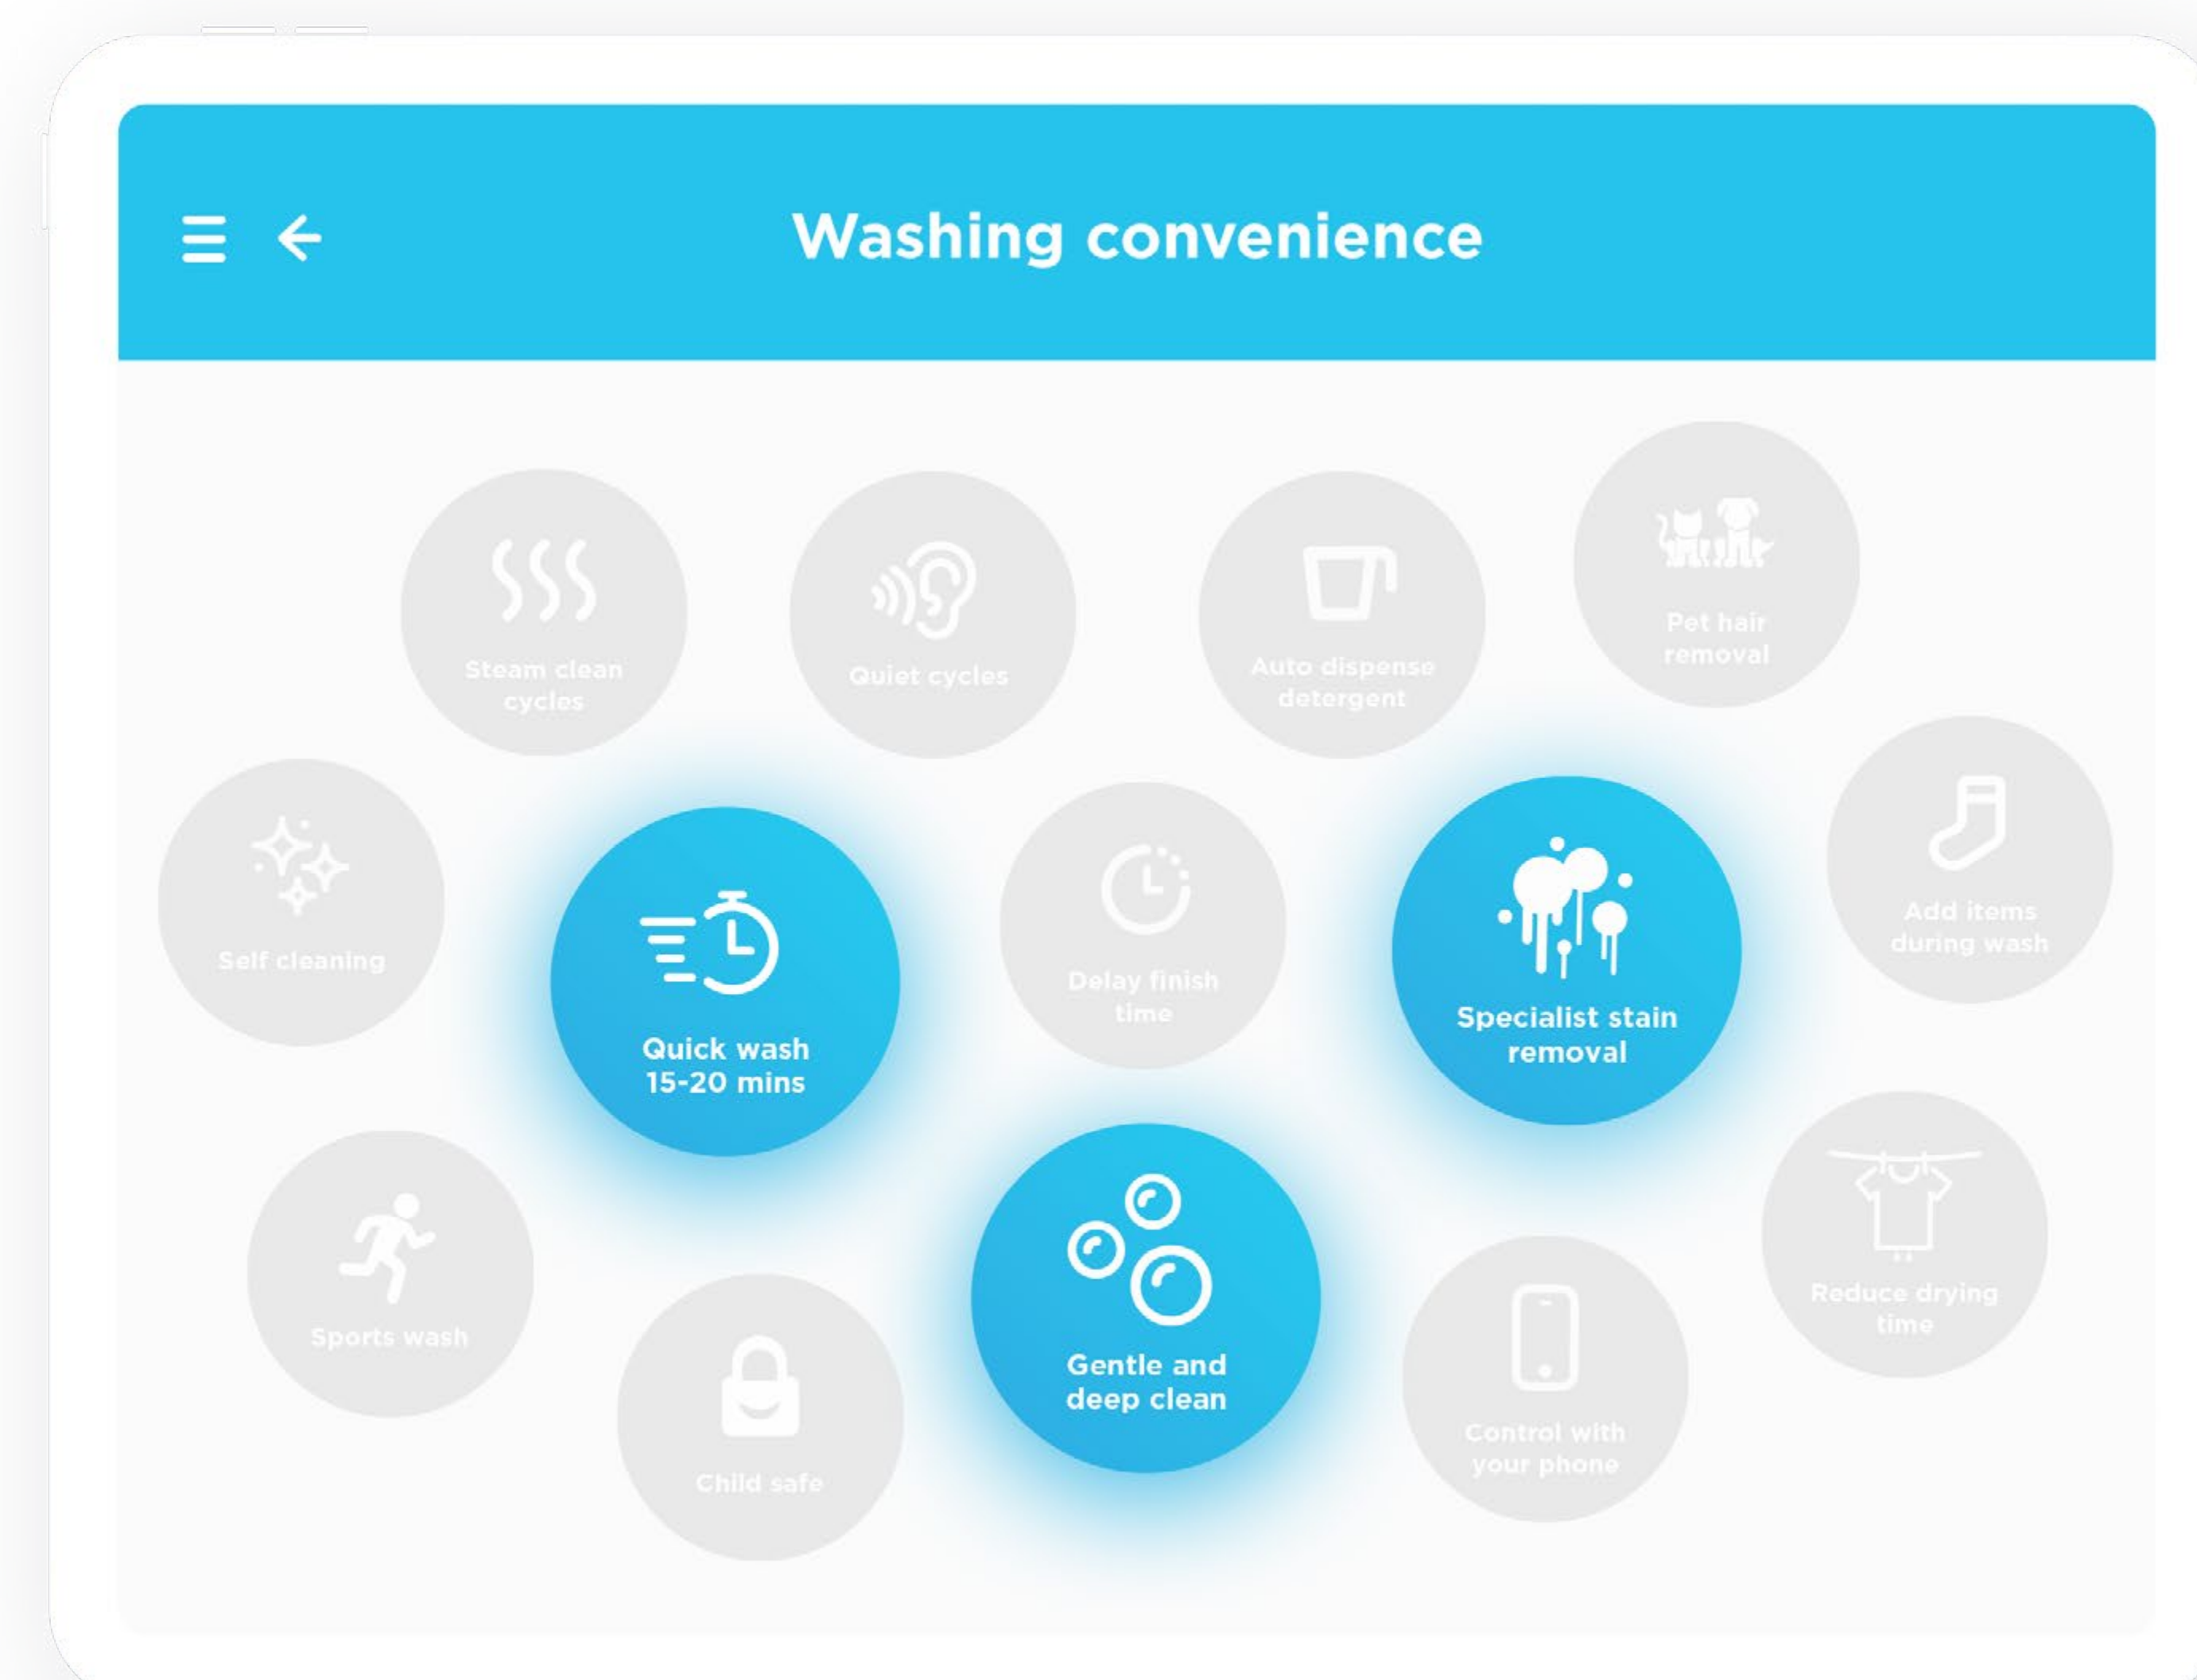 Washing convenience
Steam clean
cycles
Quiet cycles
Auto dispense
detergent
Pet hair
removal
Self cleaning
Quick wash
15-20 mins
Delay finish
time
Specialist stain
removal
Add items
during wash
Sports wash
Child safe
Gentle and
deep clean
Control with
your phone
Reduce drying
time